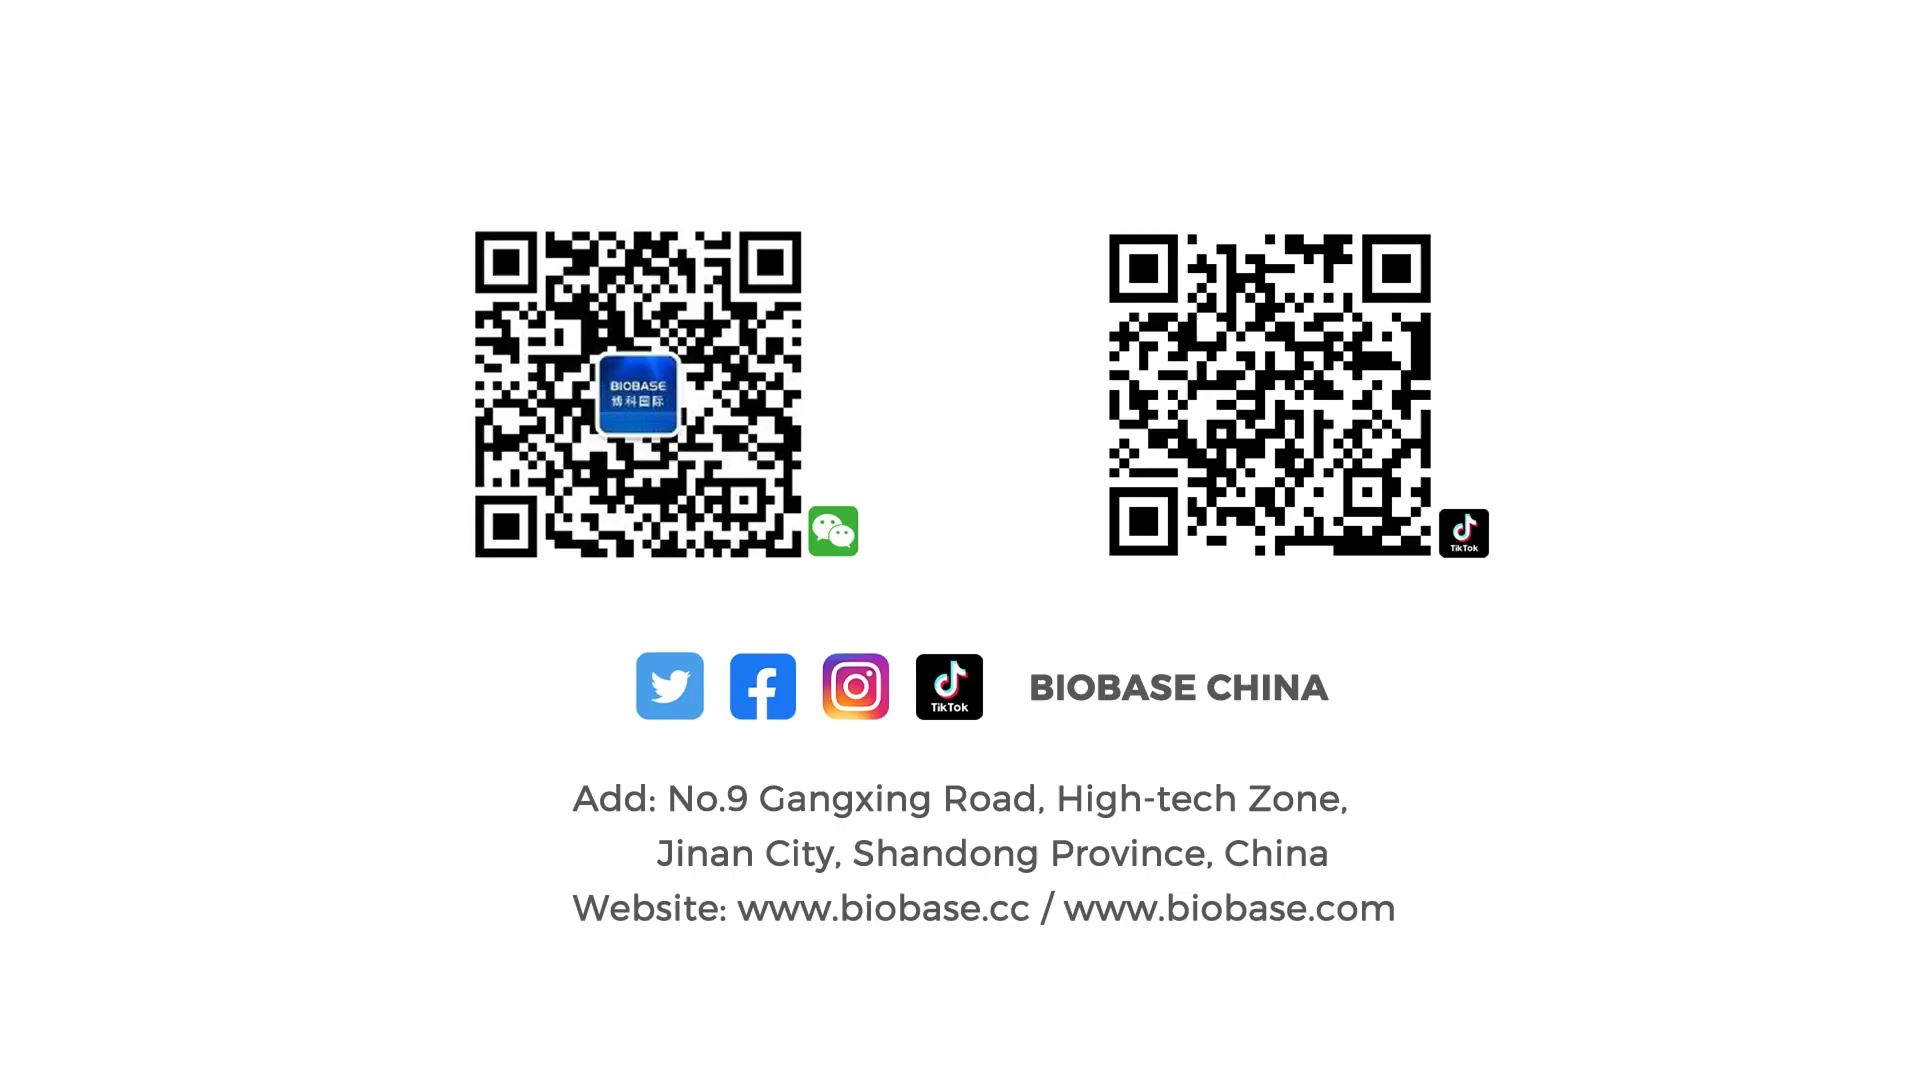 BIOBASE
博科国际
TikTok
TikTok
BIOBASE CHINA
Add: No.9 Gangxing Road, High-tech Zone,
Jinan City, Shandong Province, China
Website: www.biobase.cc / www.biobase.com